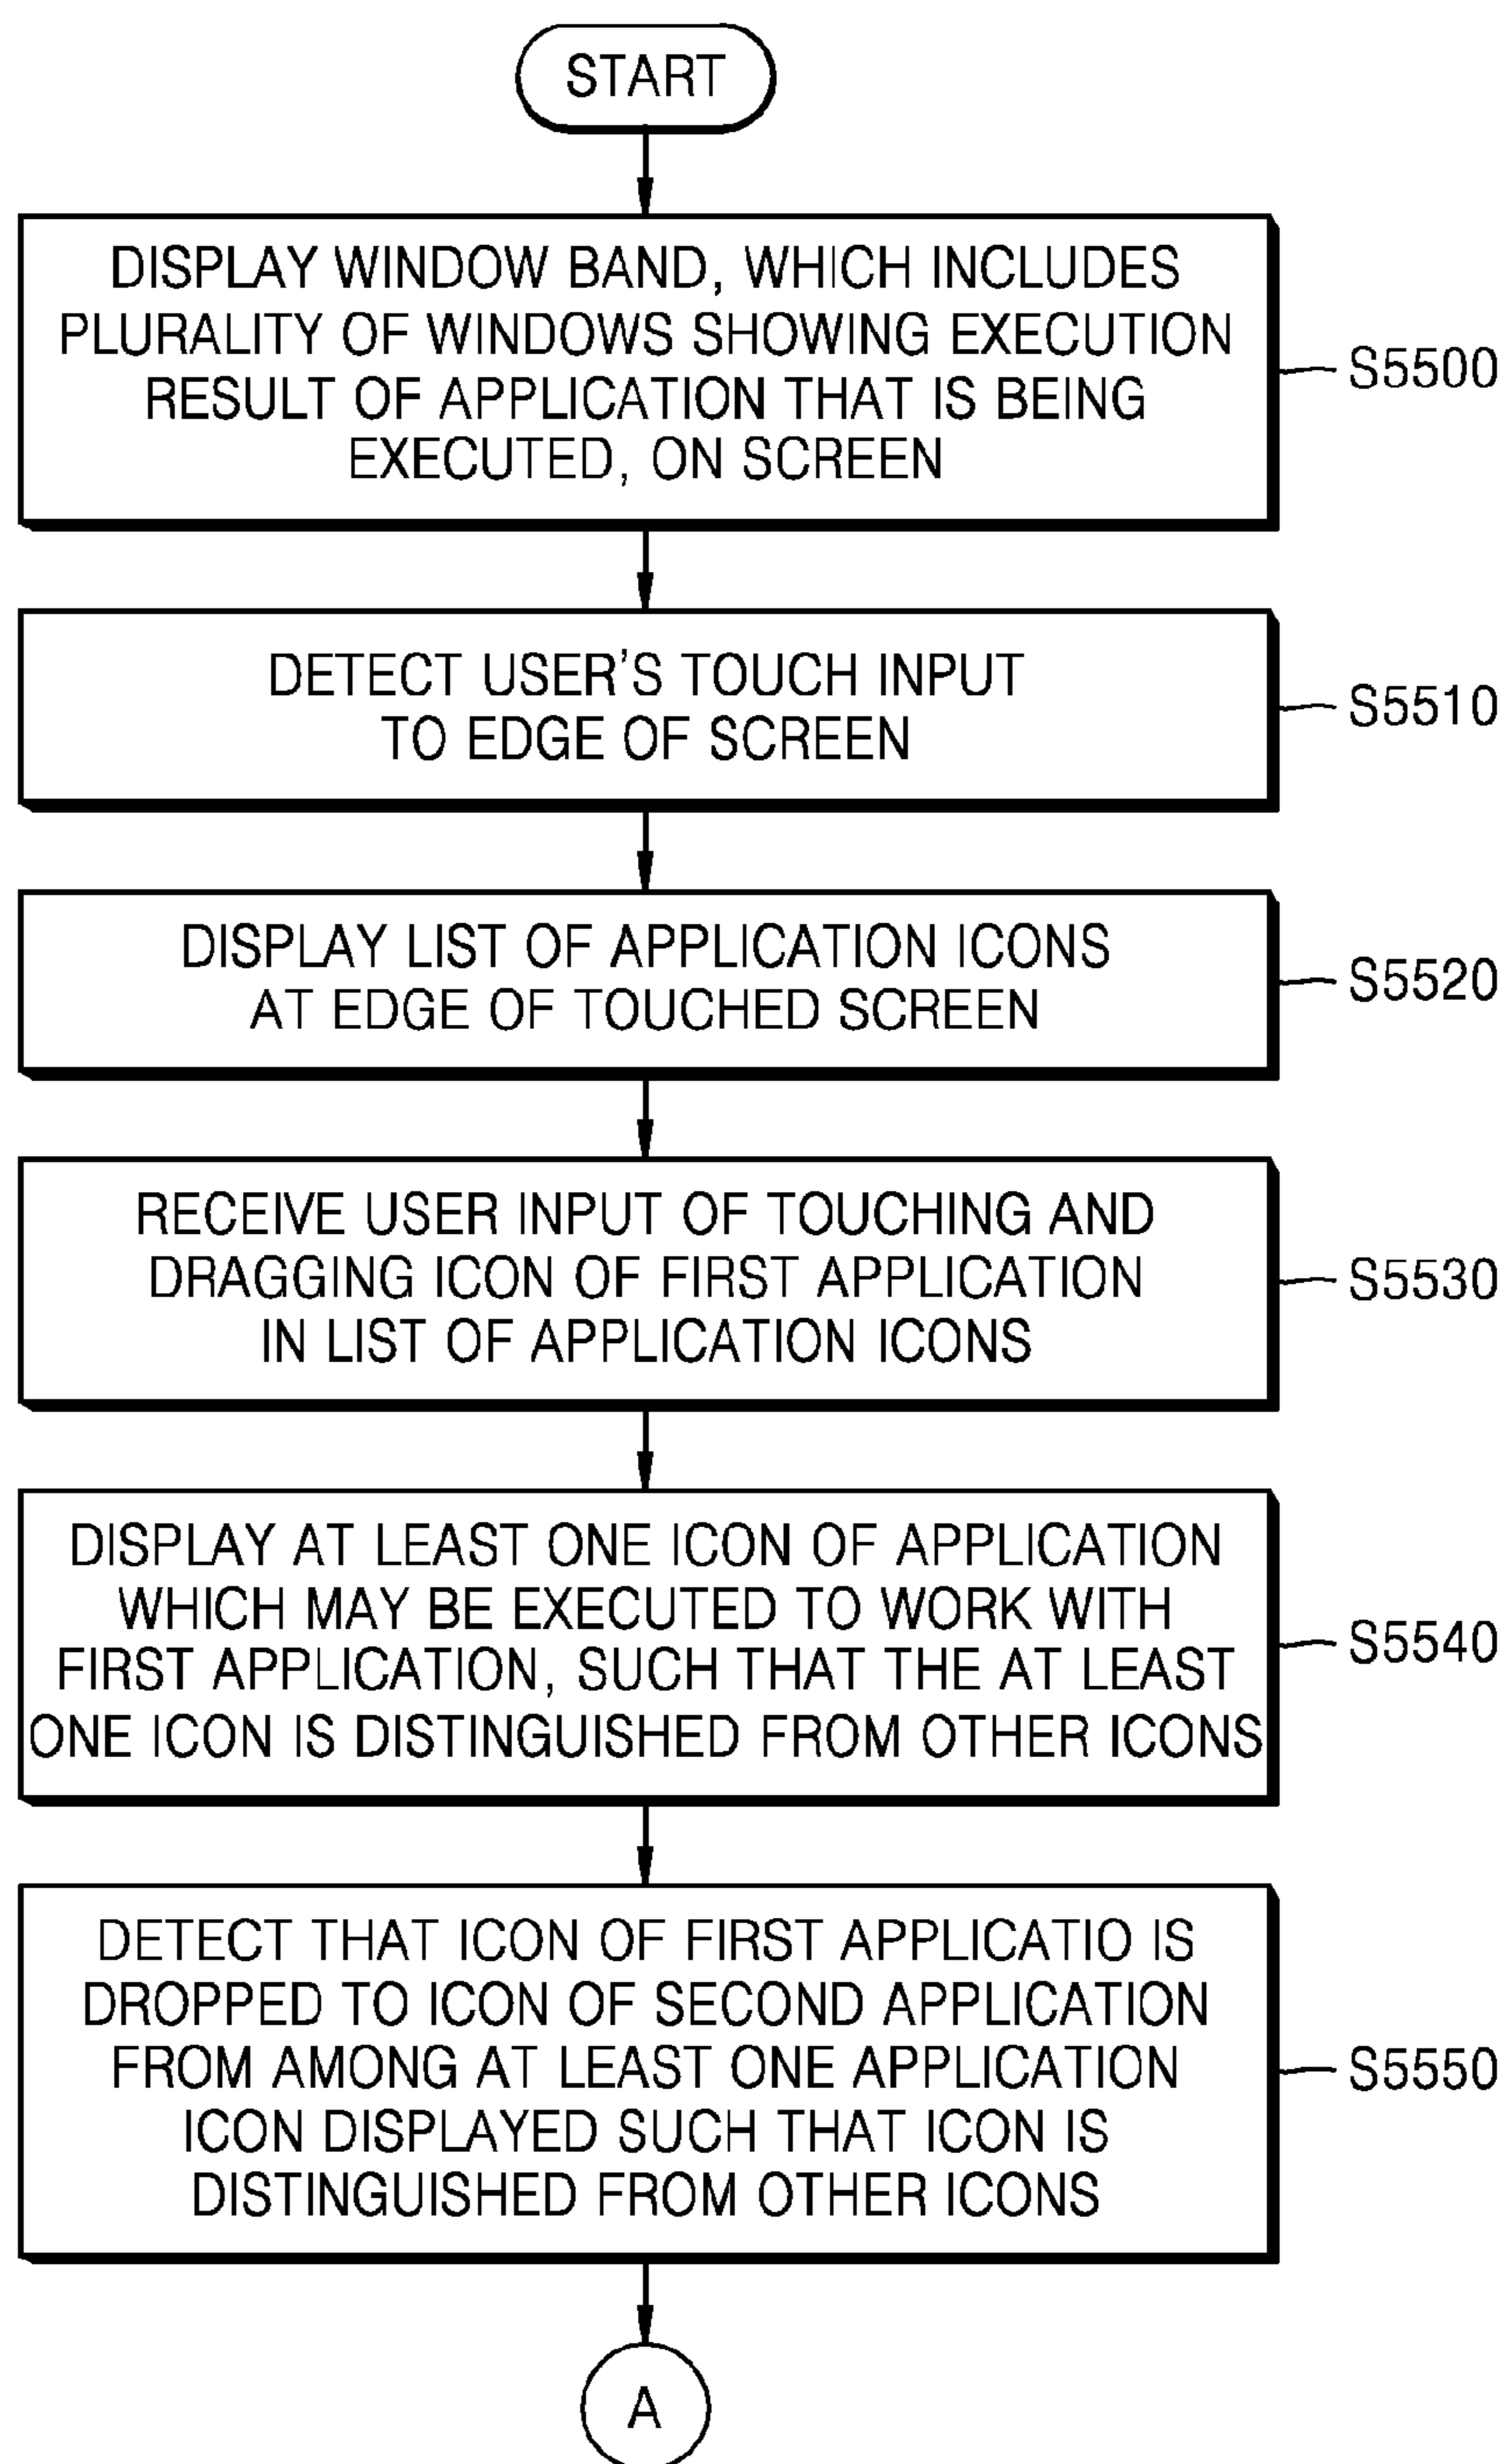 START
DISPLAY WINDOW BAND, WHICH INCLUDES
PLURALITY OF WINDOWS SHOWING EXECUTION
RESULT OF APPLICATION THAT IS BEING
EXECUTED, ON SCREEN
S5500
DETECT USER'S TOUCH INPUT
TO EDGE OF SCREEN
S5510
DISPLAY LIST OF APPLICATION ICONS
AT EDGE OF TOUCHED SCREEN
S5520
RECEIVE USER INPUT OF TOUCHING AND
DRAGGING ICON OF FIRST APPLICATION
IN LIST OF APPLICATION ICONS
S5530
DISPLAY AT LEAST ONE ICON OF APPLICATION
WHICH MAY BE EXECUTED TO WORK WITH
FIRST APPLICATION, SUCH THAT THE AT LEAST
ONE ICON IS DISTINGUISHED FROM OTHER ICONS
S5540
DETECT THAT ICON OF FIRST APPLICATIO IS
DROPPED TO ICON OF SECOND APPLICATION
FROM AMONG AT LEAST ONE APPLICATION
ICON DISPLAYED SUCH THAT ICON IS
DISTINGUISHED FROM OTHER ICONS
S5550
A